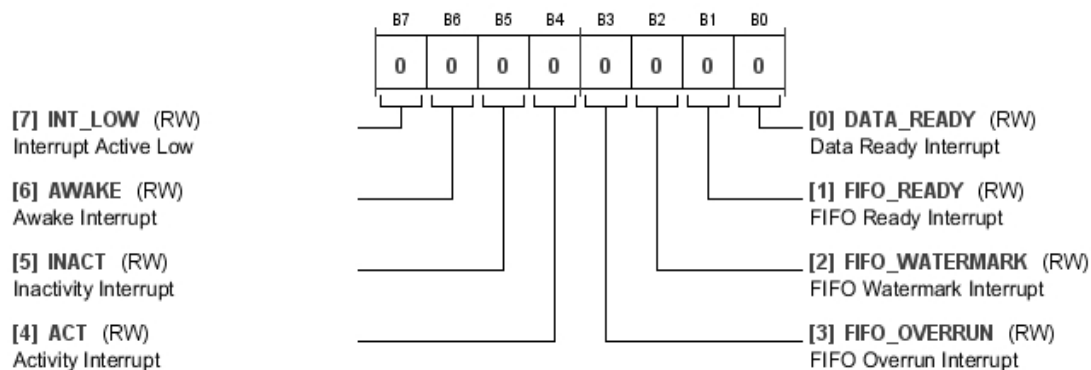 B7 B6 B5 B4 B3 B2 B1 B0
0 0 0 0 0 0 0 0
[7] INT_LOW (RW)
Interrupt Active Low
[6] AWAKE (RW)
Awake Interrupt
[5] INACT (RW)
Inactivity Interrupt
[4] ACT (RW)
Activity Interrupt
[0] DATA_READY (RW)
Data Ready Interrupt
[1] FIFO_READY (RW)
FIFO Ready Interrupt
[2] FIFO_WATERMARK (RW)
FIFO Watermark Interrupt
[3] FIFO_OVERRUN (RW)
FIFO Overrun Interrupt